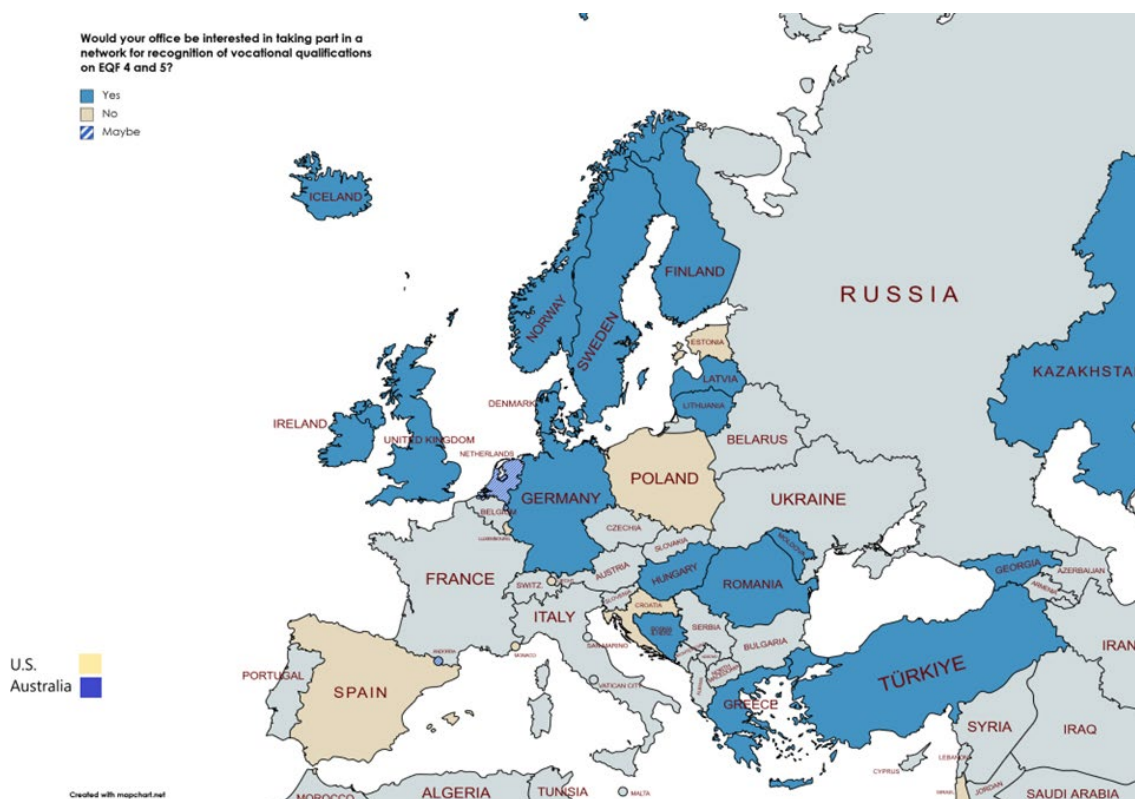 Would your office be interested in taking part in a
network for recognition of vocational qualifications
on EQF 4 and 5?
Yes
No
Maybe
ICELAND
FINLAND
NORWAY
SWEDEN
RUSSIA
ESTONIA
KAZAKHSTA
LATVIA
DENMARK
LITHUANIA
IRELAND
UNITED KINGDOM
BELARUS
NETHERLANDS
POLAND
GERMANY
UKRAINE
BELGIUM
CZECHIA
LUXEMBOURG
SLOVAKIA
MOLDOVA
AUSTRIA
HUNGARY
FRANCE
SWITZ.
ROMANIA
GEORGIA
AZERBAIJAN
SLOVENIA
CROATIA
ARMENIA
ITALY
SERBIA
SAN MARINO
BULGARIA
MONACO
ANDORRA
IRAN
U.S.
Australia
PORTUGAL
SPAIN
VATICAN CITY
NORTH
MACEDONIA
TÜRKIYE
GREECE
SYRIA
IRAQ
CYPRUS
LEBANON
JORDAN
MOROCCO
ALGERIA
TUNISIA
MALTA
SAUDI ARABIA
Created with mapchart.net